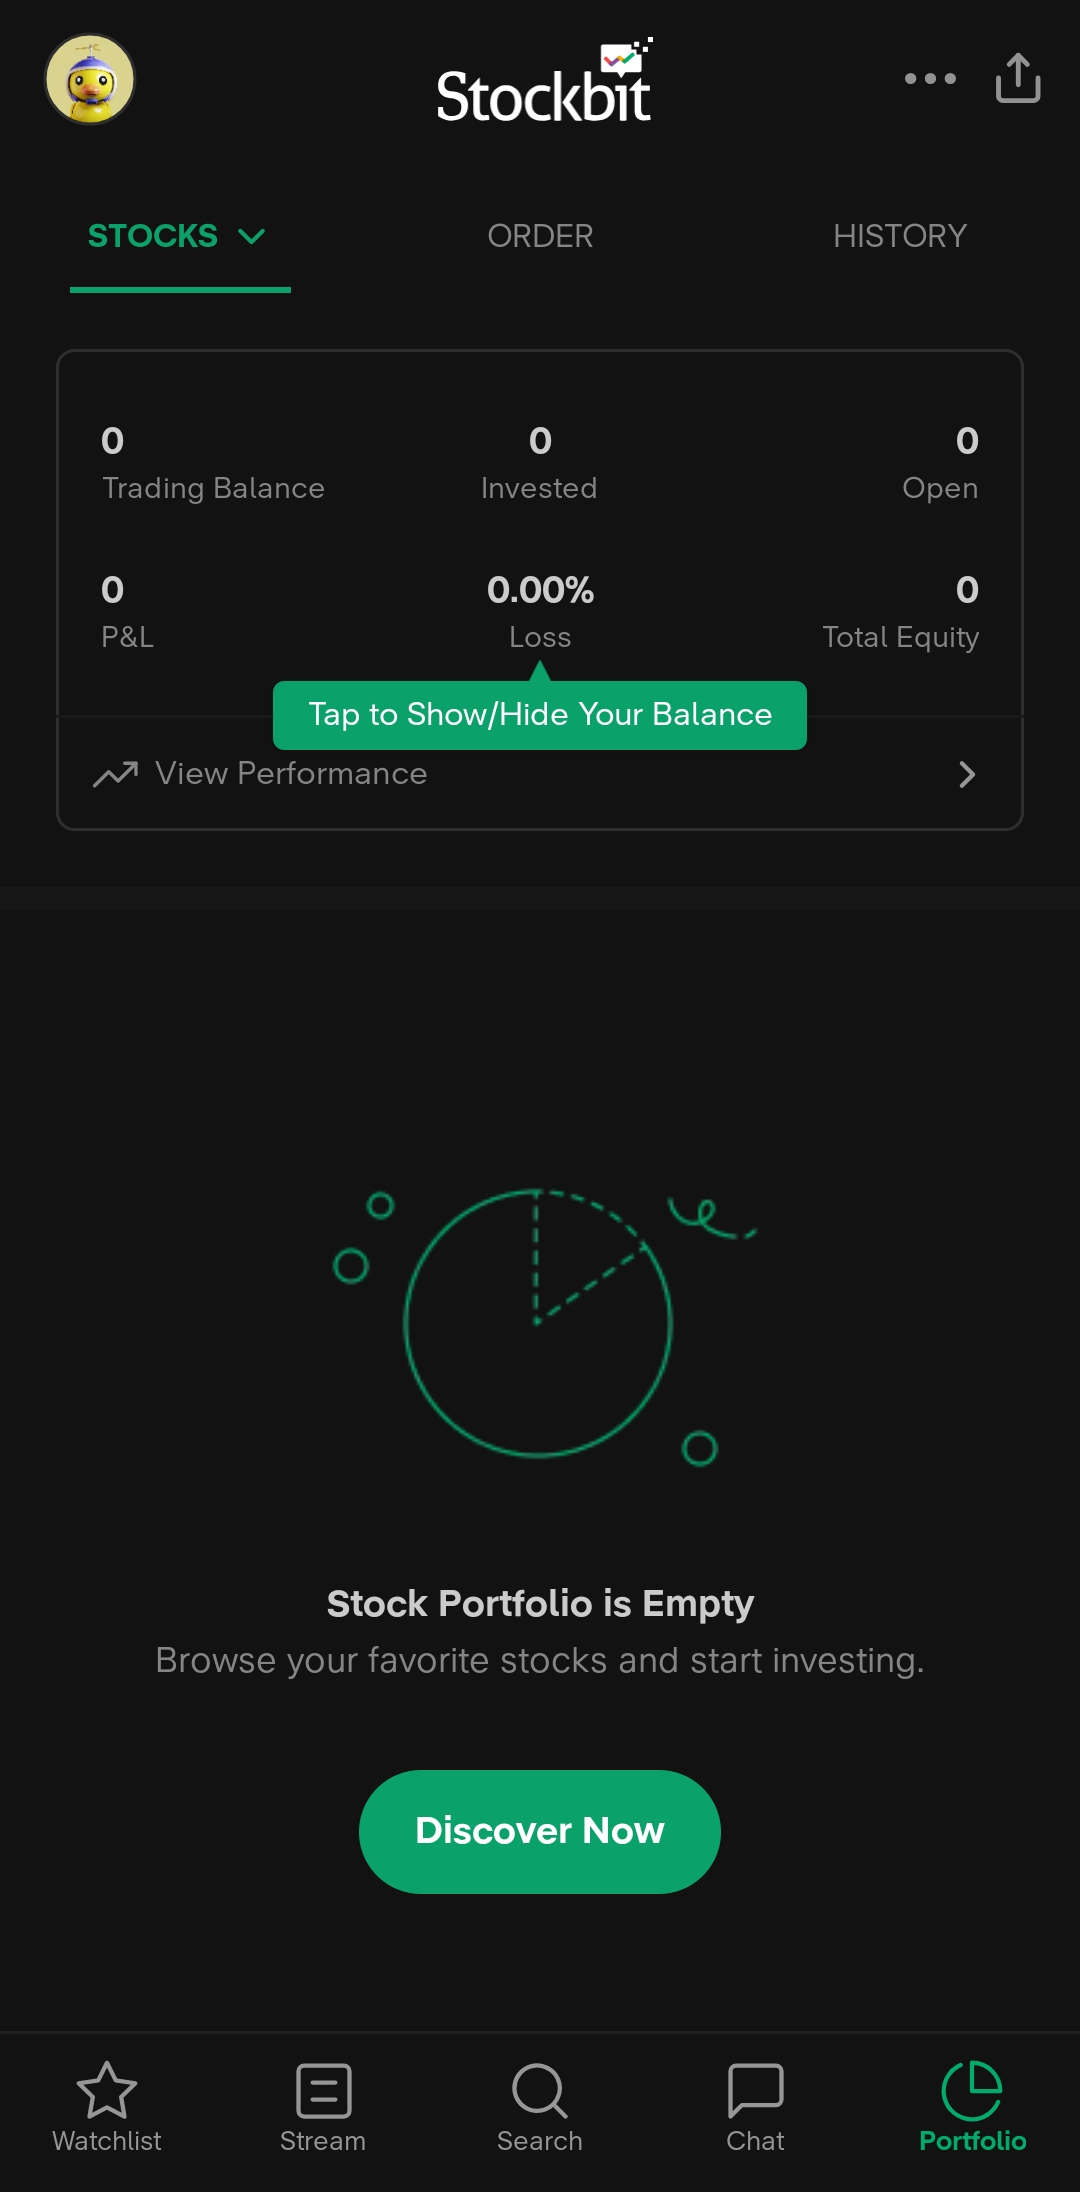 Stockbit
STOCKS
ORDER
HISTORY
0
Trading Balance
0
Invested
0
Open
0
P&L
0.00%
Loss
0
Total Equity
Tap to Show/Hide Your Balance
View Performance
Stock Portfolio is Empty
Browse your favorite stocks and start investing.
Discover Now
Watchlist
Stream
Search
Chat
Portfolio